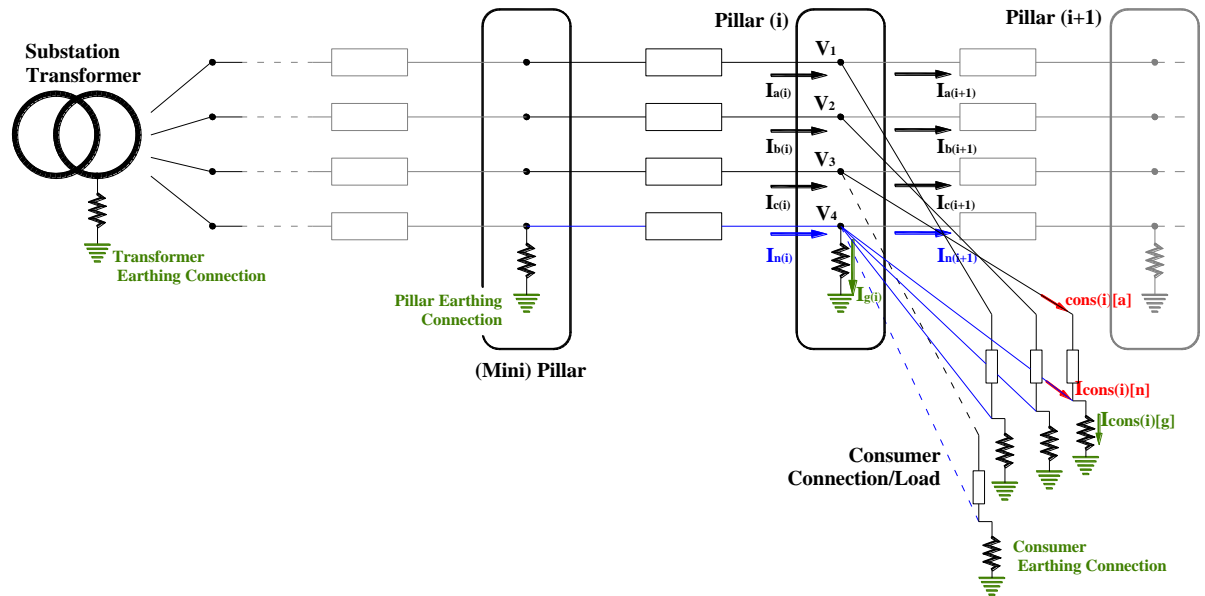 Substation
Transformer
Transformer
Earthing Connection
Pillar Earthing
Connection
(Mini) Pillar
Pillar (i)
Pillar (i+1)
V1
Ia(i)
Ia(i+1)
V2
Ib(i)
Ib(i+1)
V3
Ic(i)
Ic(i+1)
V4
In(i)
In(i+1)
Ig(i)
cons(i)[a]
Icons(i)[n]
Icons(i)[g]
Consumer
Connection/Load
Consumer
Earthing Connection